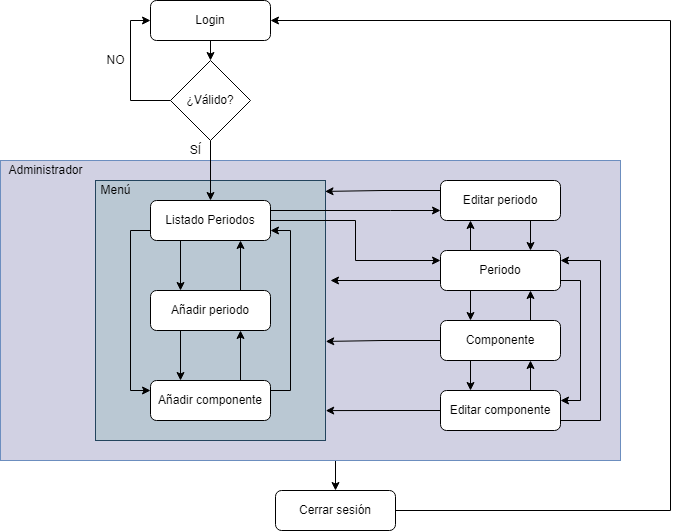 Login
NO
¿Válido?
SÍ
Administrador
Menú
Listado Periodos
Editar periodo
Periodo
Añadir periodo
Componente
Añadir componente
Editar componente
Cerrar sesión